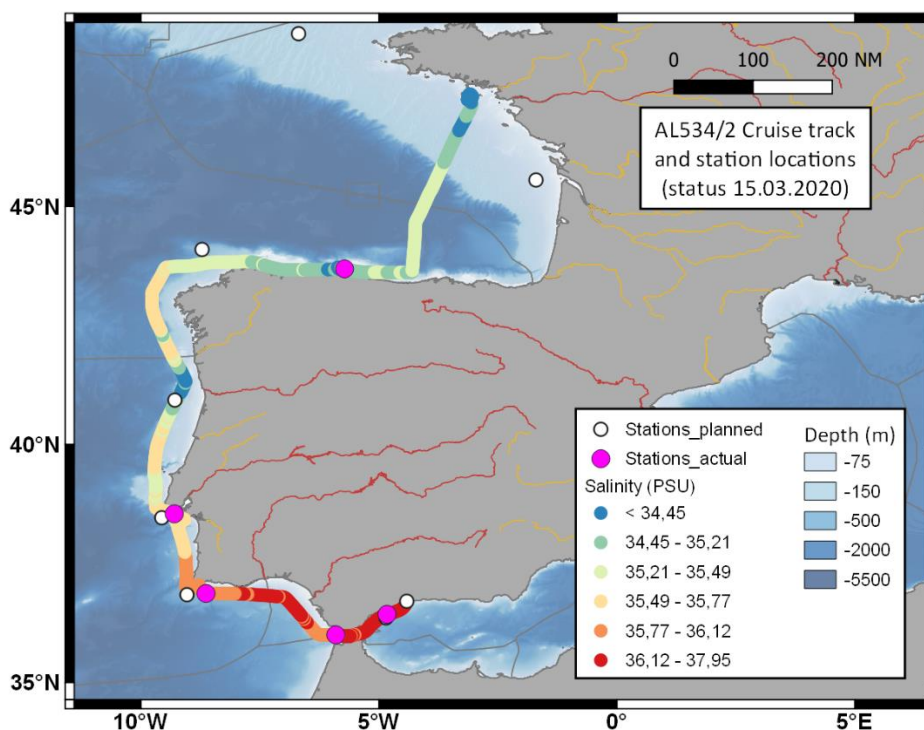 0 100 200 NM
AL534/2 Cruise track
and station locations
(status 15.03.2020)
45°N
40°N
35°N
Stations_planned
Stations_actual
Salinity (PSU)
< 34,45
34,45 - 35,21
35,21 - 35,49
35,49 - 35,77
35,77 - 36,12
36,12 - 37,95
Depth (m)
-75
-150
-500
-2000
-5500
10°W 5°W 0° 5°E